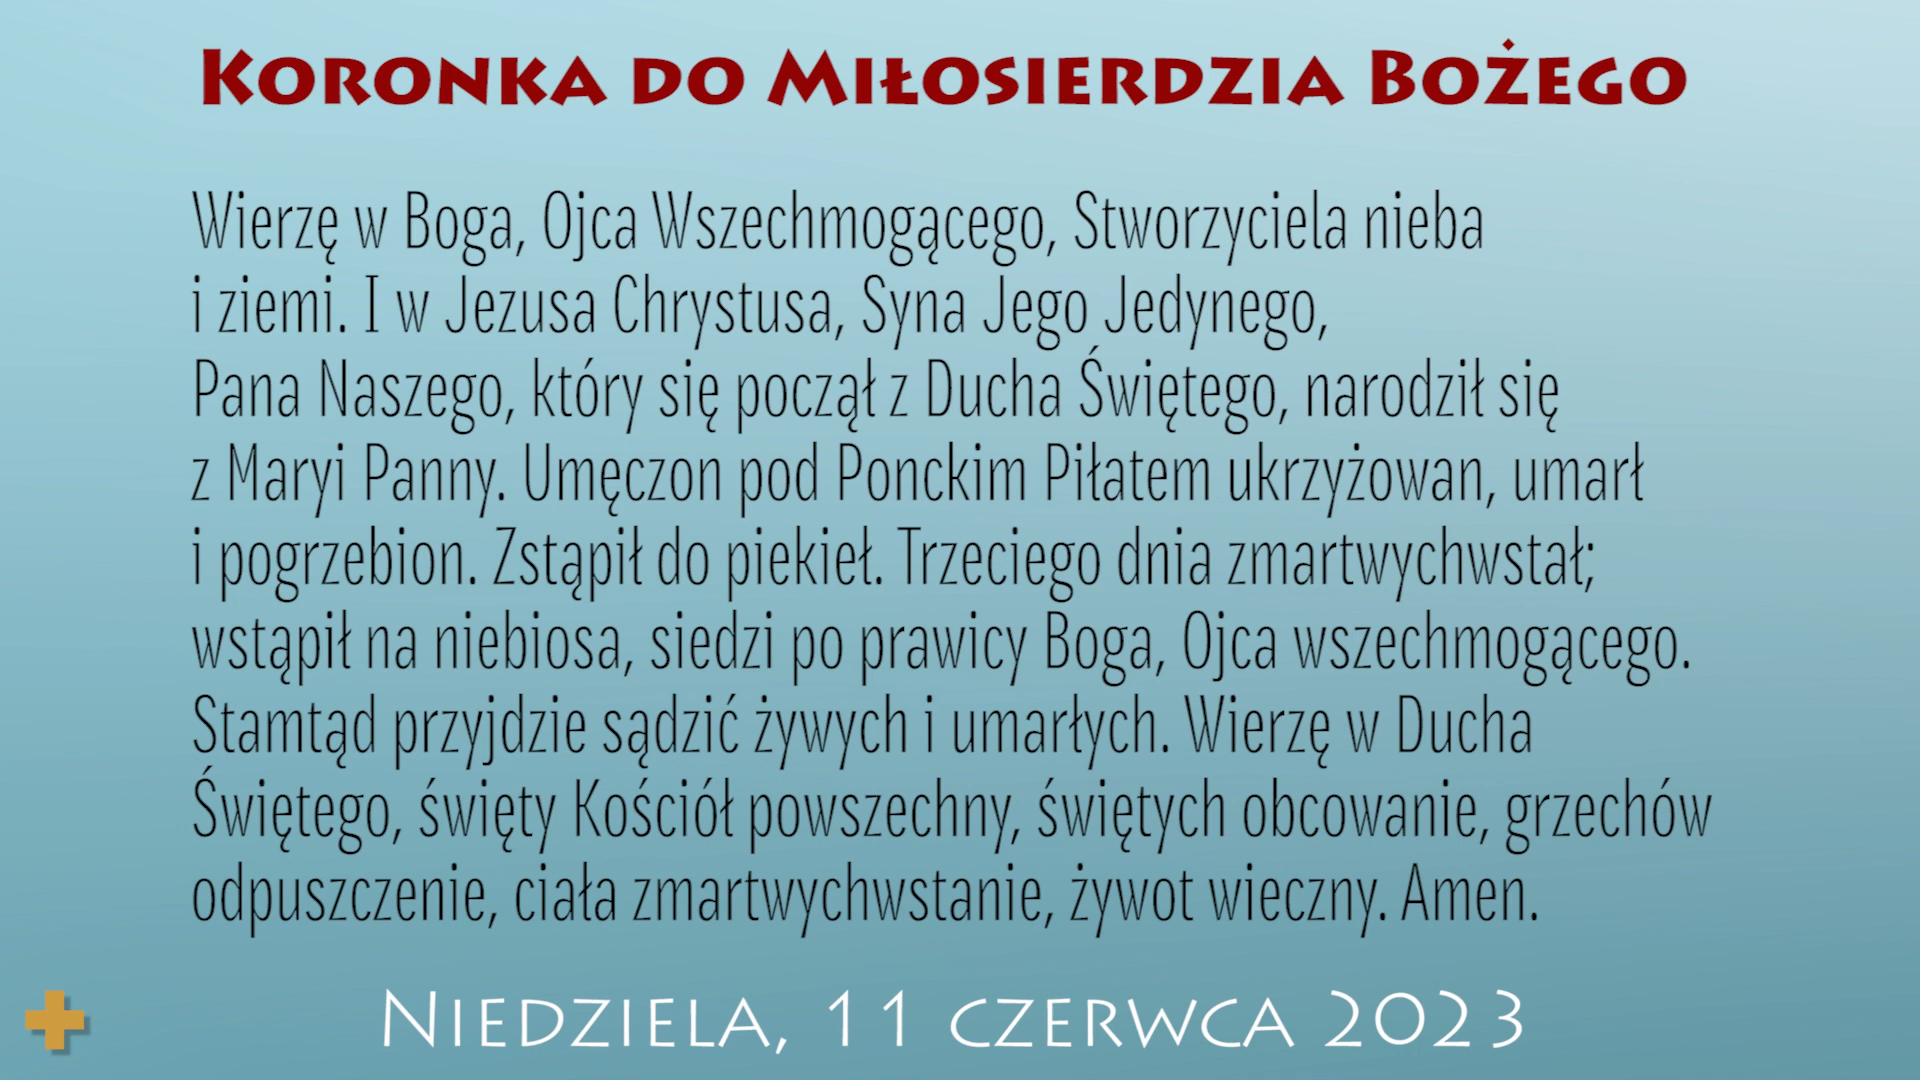 Koronka do Miłosierdzia Bożego
Wierzę w Boga, Ojca Wszechmogącego, Stworzyciela nieba
i ziemi. I w Jezusa Chrystusa, Syna Jego Jedynego,
Pana Naszego, który się począł z Ducha Świętego, narodził się
z Maryi Panny. Umęczon pod Ponckim Piłatem ukrzyżowan, umarł
i pogrzebion. Zstąpił do piekieł. Trzeciego dnia zmartwychwstał;
wstąpił na niebiosa, siedzi po prawicy Boga, Ojca wszechmogącego.
Stamtąd przyjdzie sądzić żywych i umarłych. Wierzę w Ducha
Świętego, święty Kościół powszechny, świętych obcowanie, grzechów
odpuszczenie, ciała zmartwychwstanie, żywot wieczny. Amen.
Niedziela, 11 czerwca 2023